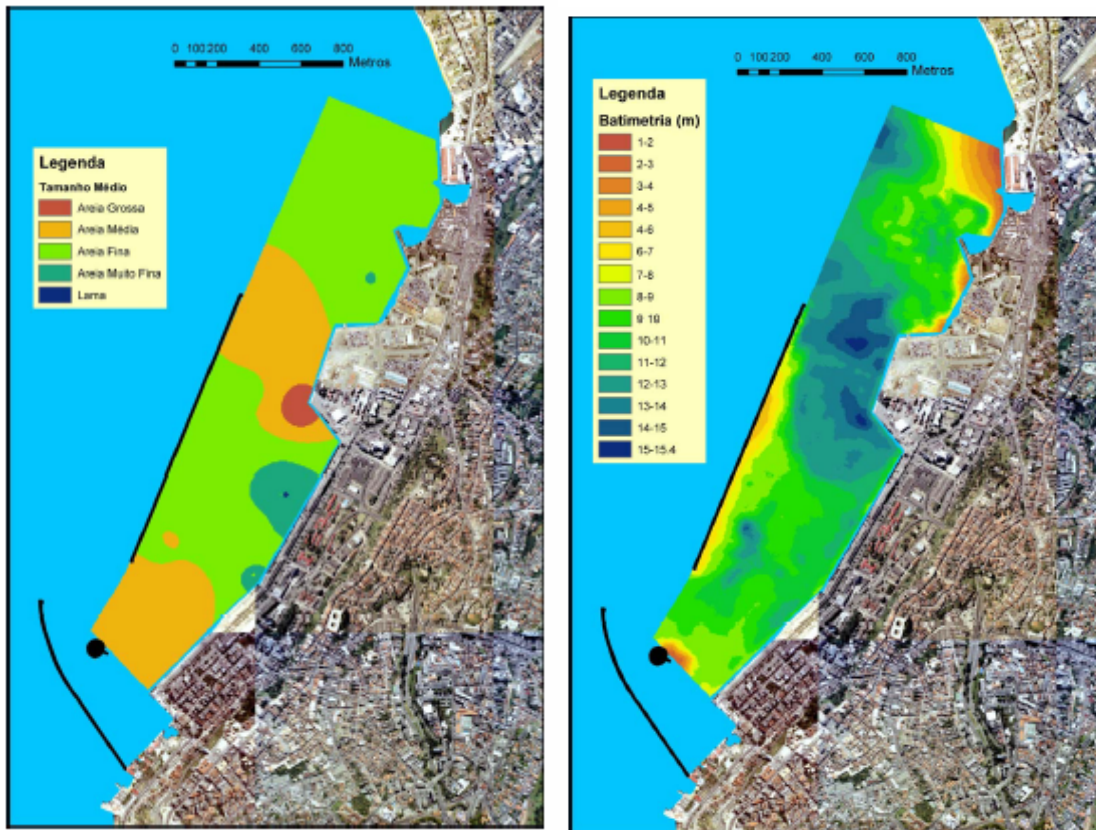 0 100 200 400 600 800
Metros
Legenda
Tamanho Médio
Areia Grossa
Areia Média
Areia Fina
Areia Muito Fina
Lama
0 100 200 400 600 800
Metros
Legenda
Batimetria (m)
1-2
2-3
3-4
4-5
4-6
6-7
7-8
8-9
9-10
10-11
11-12
12-13
13-14
14-15
15-15.4